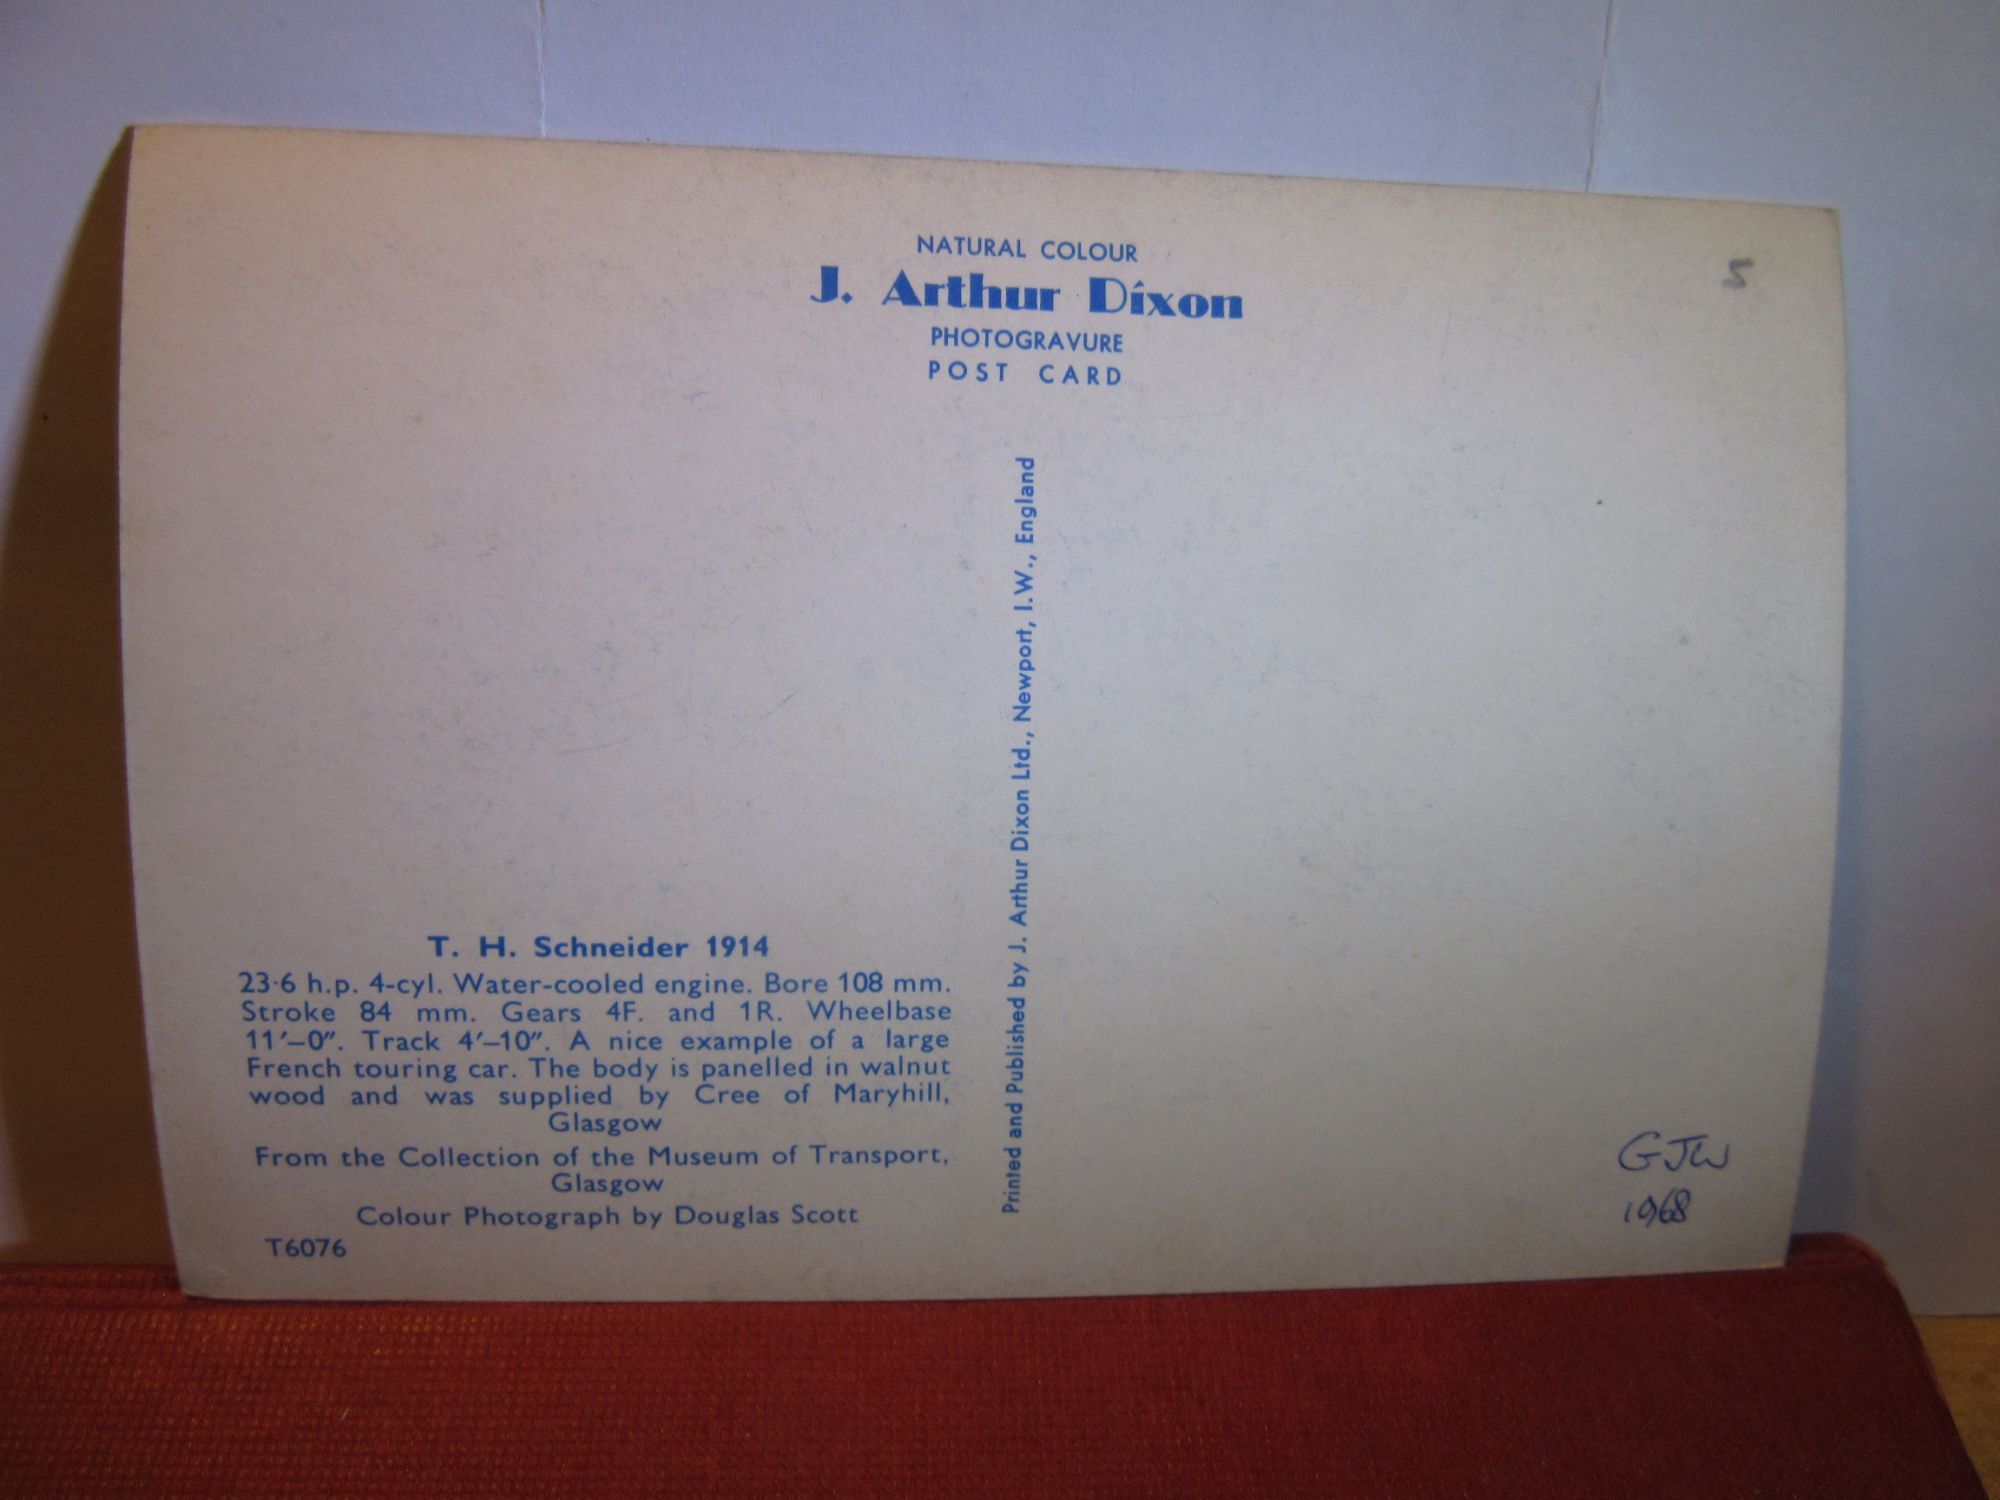 NATURAL COLOUR
J. Arthur Dixon
PHOTOGRAVURE
POST CARD
5
Printed and Published by J. Arthur Dixon Ltd., Newport, I.W., England
T. H. Schneider 1914
23·6 h.p. 4-cyl. Water-cooled engine. Bore 108 mm.
Stroke 84 mm. Gears 4F. and 1R. Wheelbase
11′–0″. Track 4′–10″. A nice example of a large
French touring car. The body is panelled in walnut
wood and was supplied by Cree of Maryhill,
Glasgow
From the Collection of the Museum of Transport,
Glasgow
Colour Photograph by Douglas Scott
T6076
GJW
1968